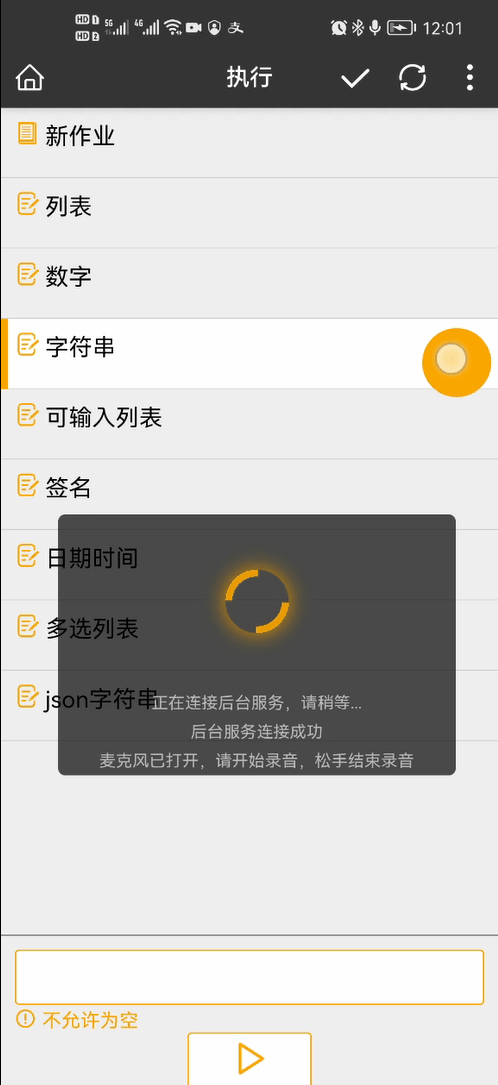 HD 1 5G 4G 支 12:01
HD 2
执行
新作业
列表
数字
字符串
可输入列表
签名
日期时间
多选列表
json字符串
正在连接后台服务，请稍等...
后台服务连接成功
麦克风已打开，请开始录音，松手结束录音
不允许为空